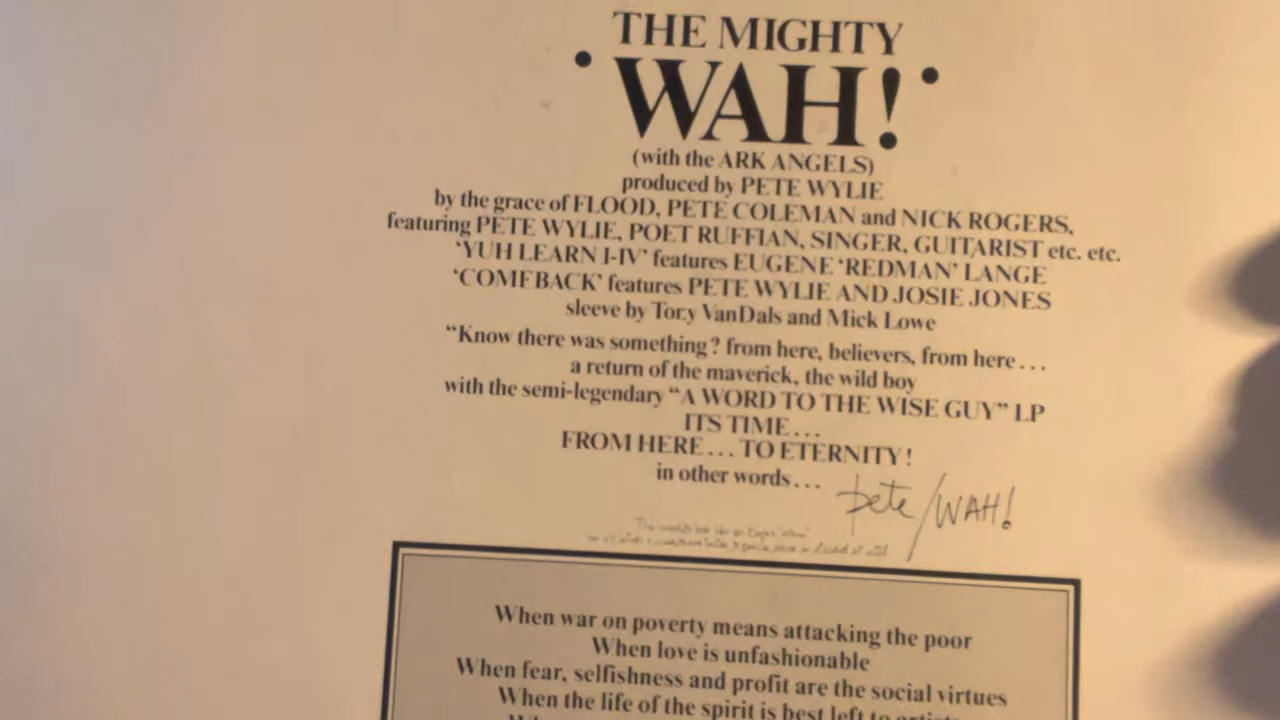 THE MIGHTY
• WAH! •
(with the ARK ANGELS)
produced by PETE WYLIE
by the grace of FLOOD, PETE COLEMAN and NICK ROGERS,
featuring PETE WYLIE, POET RUFFIAN, SINGER, GUITARIST etc. etc.
‘YUH LEARN I-IV’ features EUGENE ‘REDMAN’ LANGE
‘COMEBACK’ features PETE WYLIE AND JOSIE JONES
sleeve by Tory VanDals and Mick Lowe
“Know there was something? from here, believers, from here...
a return of the maverick, the wild boy
with the semi-legendary “A WORD TO THE WISE GUY” LP
ITS TIME...
FROM HERE... TO ETERNITY!
in other words...
pete/WAH!
When war on poverty means attacking the poor
When love is unfashionable
When fear, selfishness and profit are the social virtues
When the life of the spirit is best left to